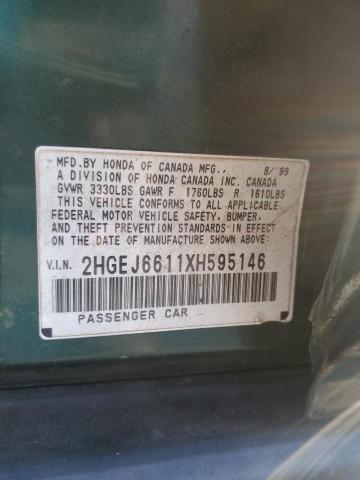 MFD.BY HONDA OF CANADA MFG., 8/'99
A DIVISION OF HONDA CANADA INC. CANADA
GVWR 3330LBS GAWR F 1760LBS R 1610LBS
THIS VEHICLE CONFORMS TO ALL APPLICABLE
FEDERAL MOTOR VEHICLE SAFETY, BUMPER,
AND THEFT PREVENTION STANDARDS IN EFFECT
ON THE DATE OF MANUFACTURE SHOWN ABOVE.
V.I.N. 2HGEJ6611XH595146
PASSENGER CAR